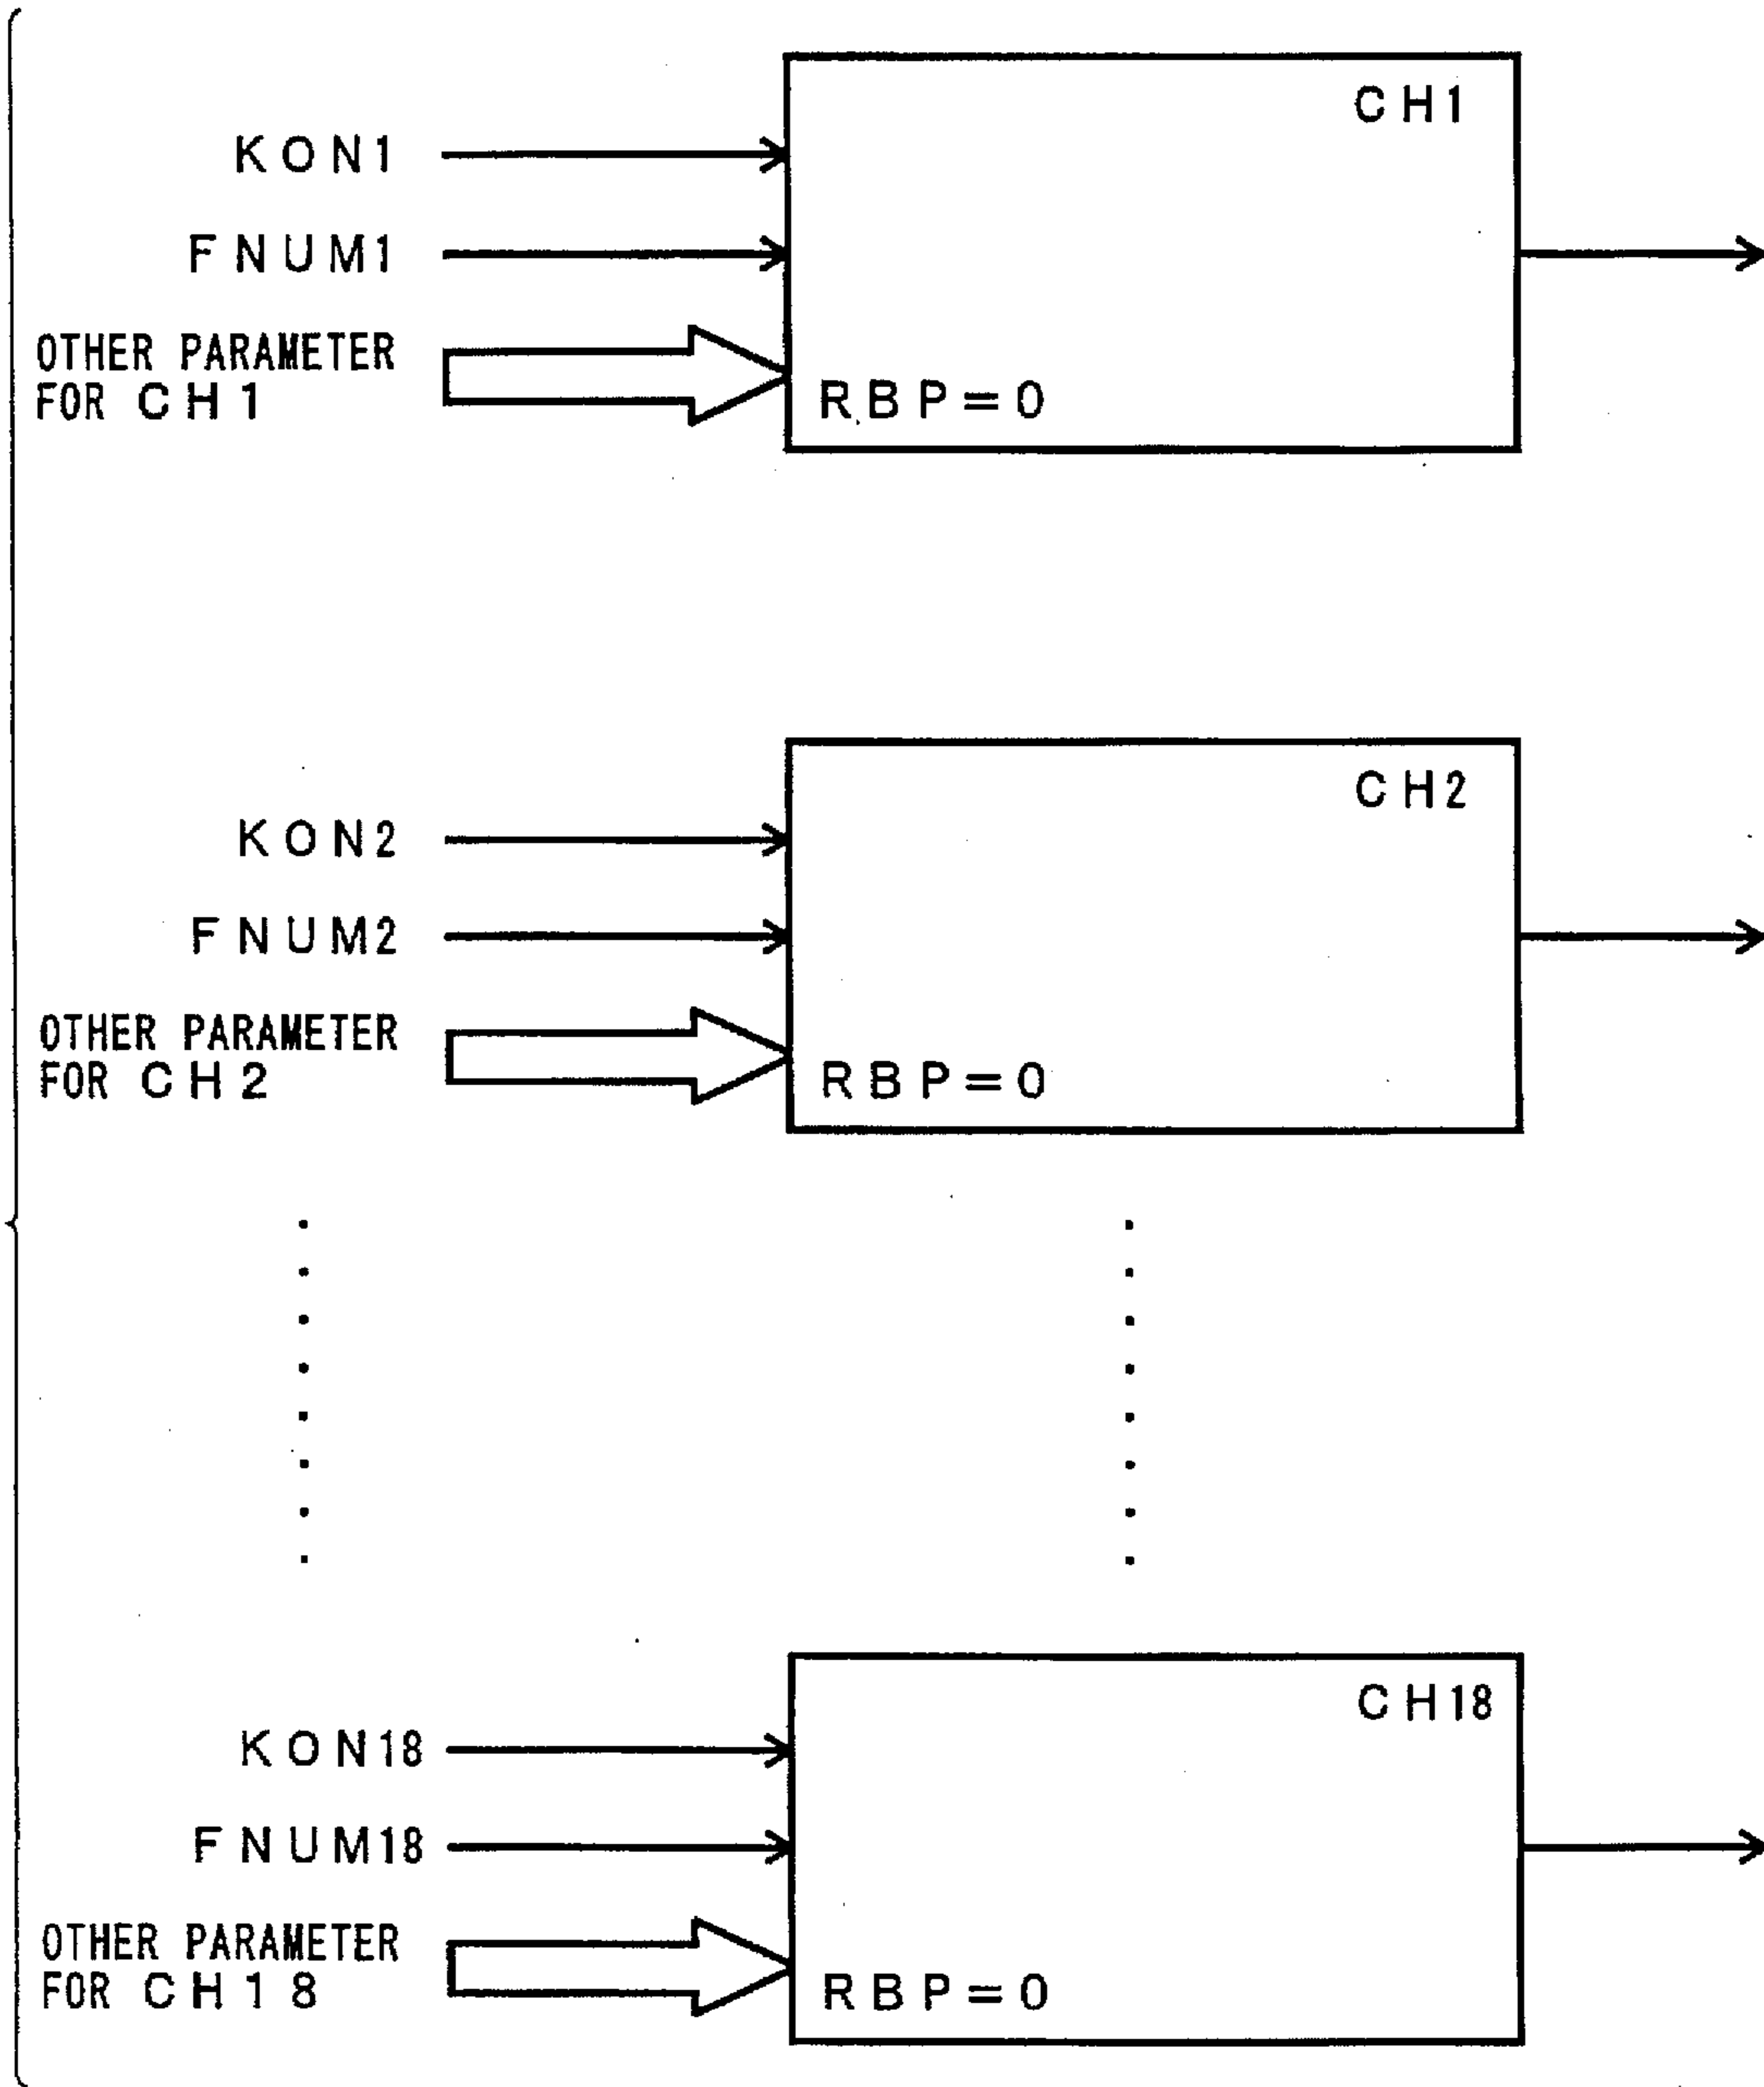 CH1
KON1
FNUM1
OTHER PARAMETER
FOR CH1
RBP=0
CH2
KON2
FNUM2
OTHER PARAMETER
FOR CH2
RBP=0
CH18
KON18
FNUM18
OTHER PARAMETER
FOR CH18
RBP=0